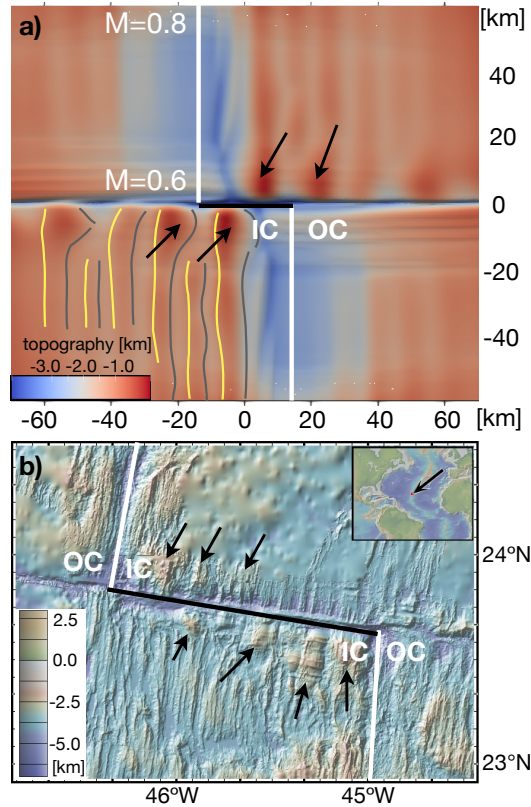 a)
[km]
M=0.8
40
20
M=0.6
0
IC OC
-20
topography [km]
-3.0 -2.0 -1.0
-40
-60 -40 -20 0 20 40 60 [km]
b)
OC IC
24°N
2.5
0.0
IC OC
-2.5
-5.0
[km]
23°N
46°W 45°W